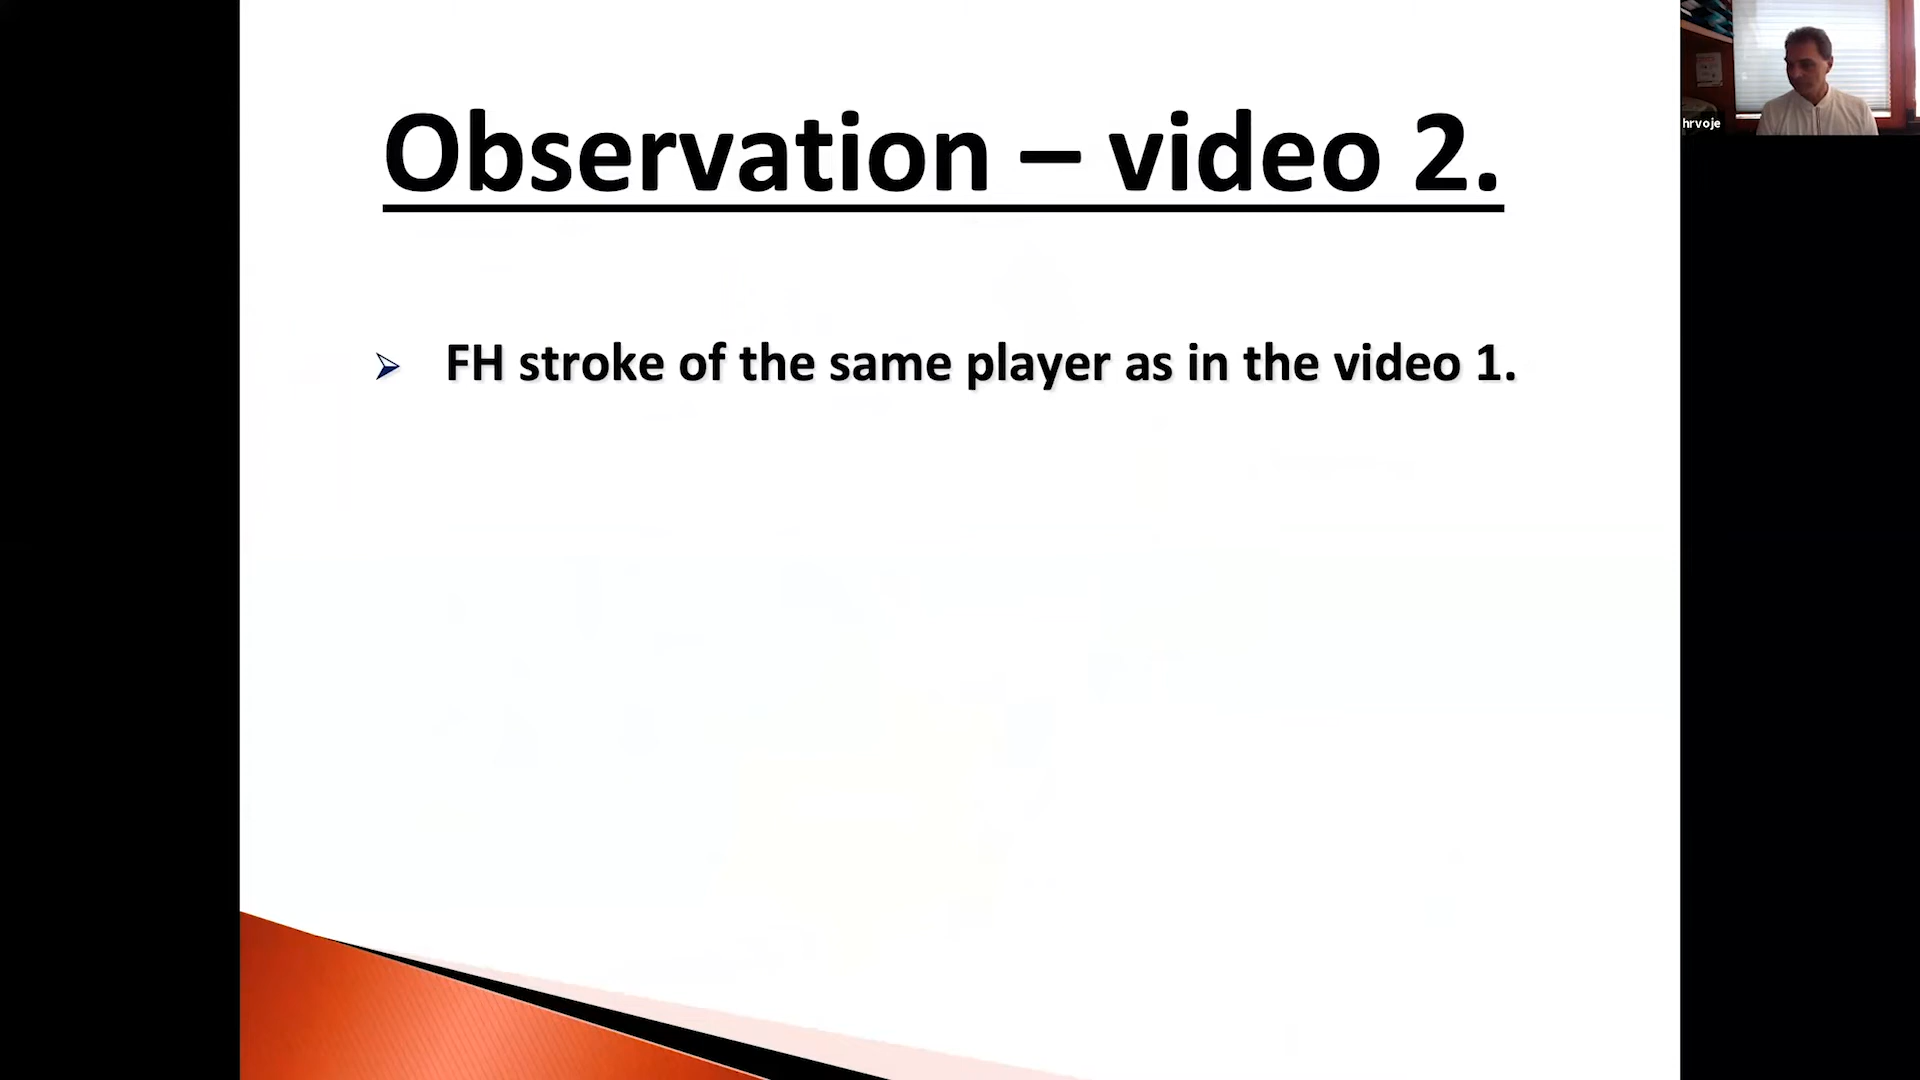 Observation – video 2.
FH stroke of the same player as in the video 1.
hrvoje